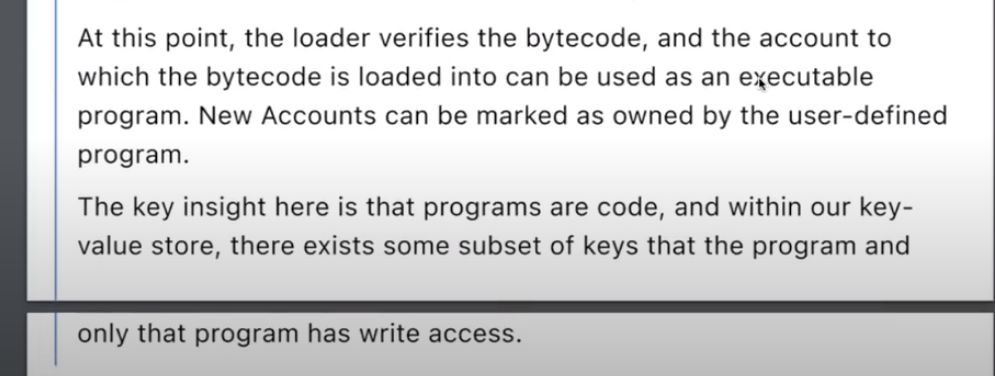 At this point, the loader verifies the bytecode, and the account to
which the bytecode is loaded into can be used as an executable
program. New Accounts can be marked as owned by the user-defined
program.
The key insight here is that programs are code, and within our key-
value store, there exists some subset of keys that the program and
only that program has write access.